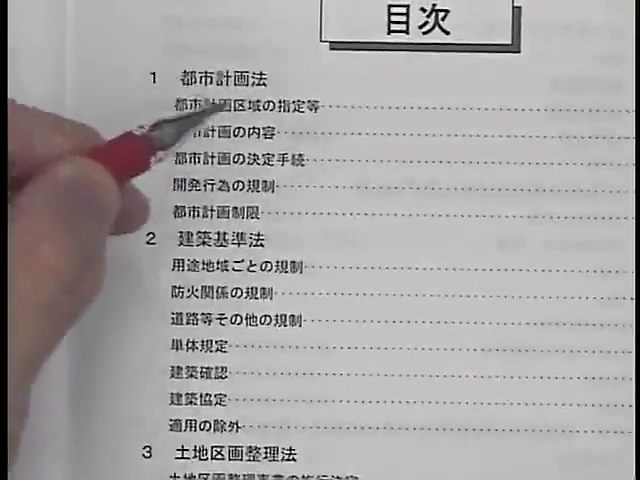 目次
1 都市計画法
都市計画区域の指定等
市計画の内容
都市計画の決定手続
開発行為の規制
都市計画制限
2 建築基準法
用途地域ごとの規制
防火関係の規制
道路等その他の規制
単体規定
建築確認
建築協定
適用の除外
3 土地区画整理法